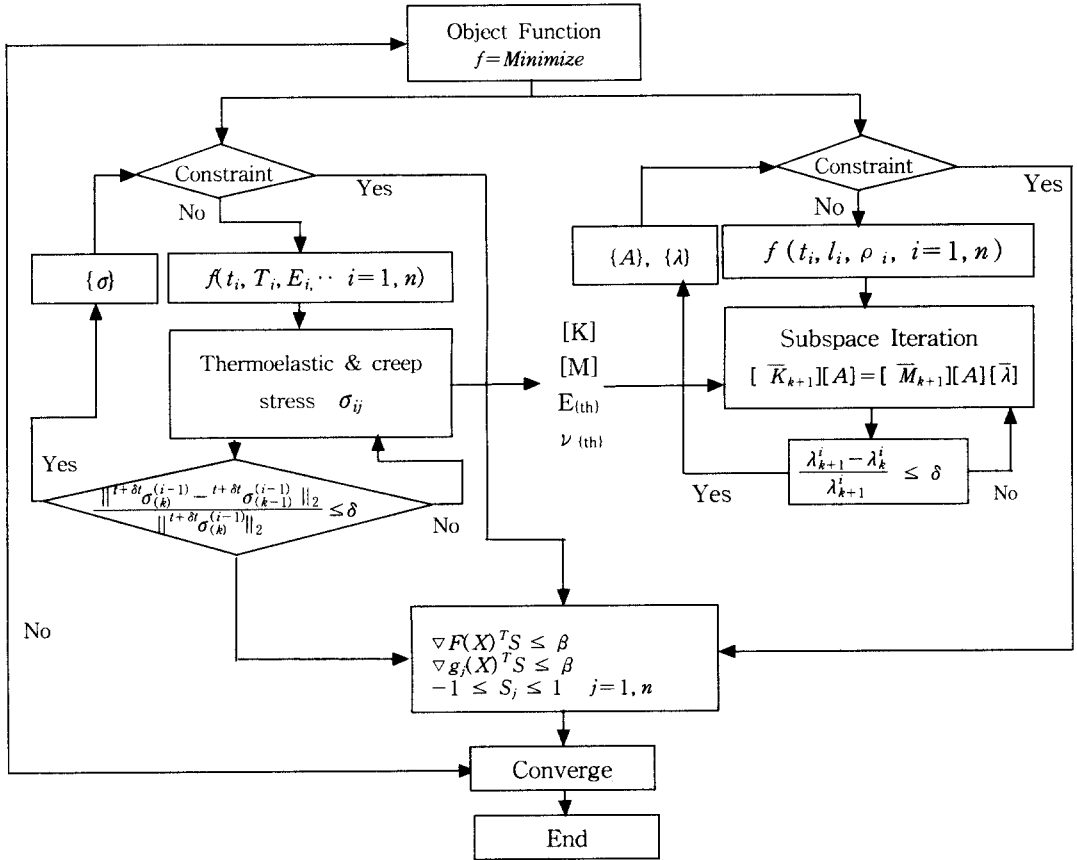 Object Function
f=Minimize
Constraint
Yes
No
{σ}
f(t_i, T_i, E_i, ·· i=1, n)
Thermoelastic & creep
stress σ_ij
Yes
‖^{t+δt}σ_{(k)}^{(i-1)} − ^{t+δt}σ_{(k-1)}^{(i-1)}‖_2
‖^{t+δt}σ_{(k)}^{(i-1)}‖_2
≤δ
No
[K]
[M]
E_{(th)}
ν_{(th)}
Constraint
Yes
No
{A}, {λ}
f (t_i, l_i, ρ_i, i=1, n)
Subspace Iteration
[ K̅_{k+1}][A]=[ M̅_{k+1}][A]{λ̅]
λ^i_{k+1} − λ^i_k
λ^i_{k+1}
≤ δ
Yes
No
No
▽F(X)^T S ≤ β
▽g_j(X)^T S ≤ β
−1 ≤ S_j ≤ 1 j=1, n
Converge
End